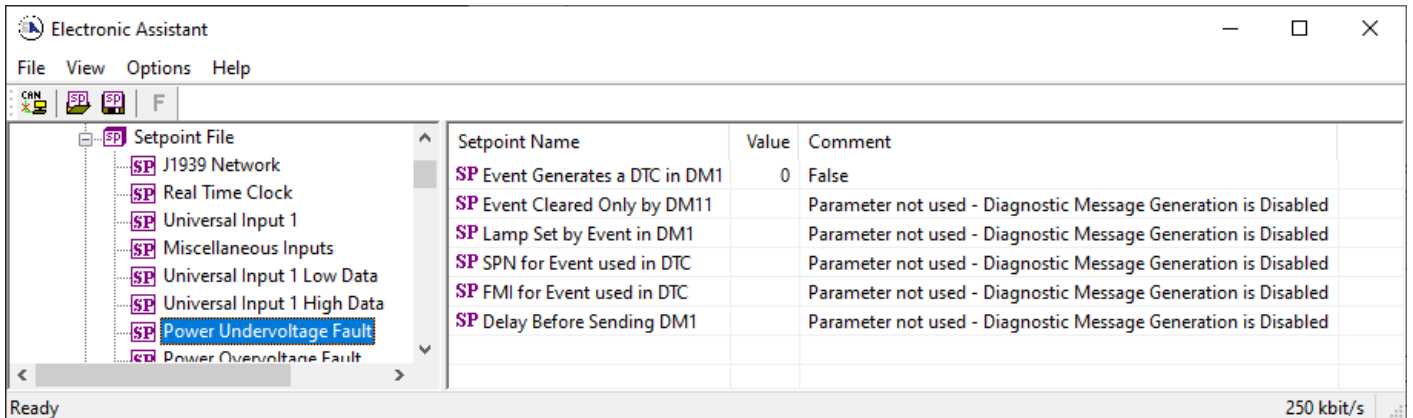 Electronic Assistant
File View Options Help
CAN SP SP F
SP Setpoint File
SP J1939 Network
SP Real Time Clock
SP Universal Input 1
SP Miscellaneous Inputs
SP Universal Input 1 Low Data
SP Universal Input 1 High Data
SP Power Undervoltage Fault
SP Power Overvoltage Fault
Setpoint Name Value Comment
SP Event Generates a DTC in DM1 0 False
SP Event Cleared Only by DM11 Parameter not used - Diagnostic Message Generation is Disabled
SP Lamp Set by Event in DM1 Parameter not used - Diagnostic Message Generation is Disabled
SP SPN for Event used in DTC Parameter not used - Diagnostic Message Generation is Disabled
SP FMI for Event used in DTC Parameter not used - Diagnostic Message Generation is Disabled
SP Delay Before Sending DM1 Parameter not used - Diagnostic Message Generation is Disabled
Ready 250 kbit/s